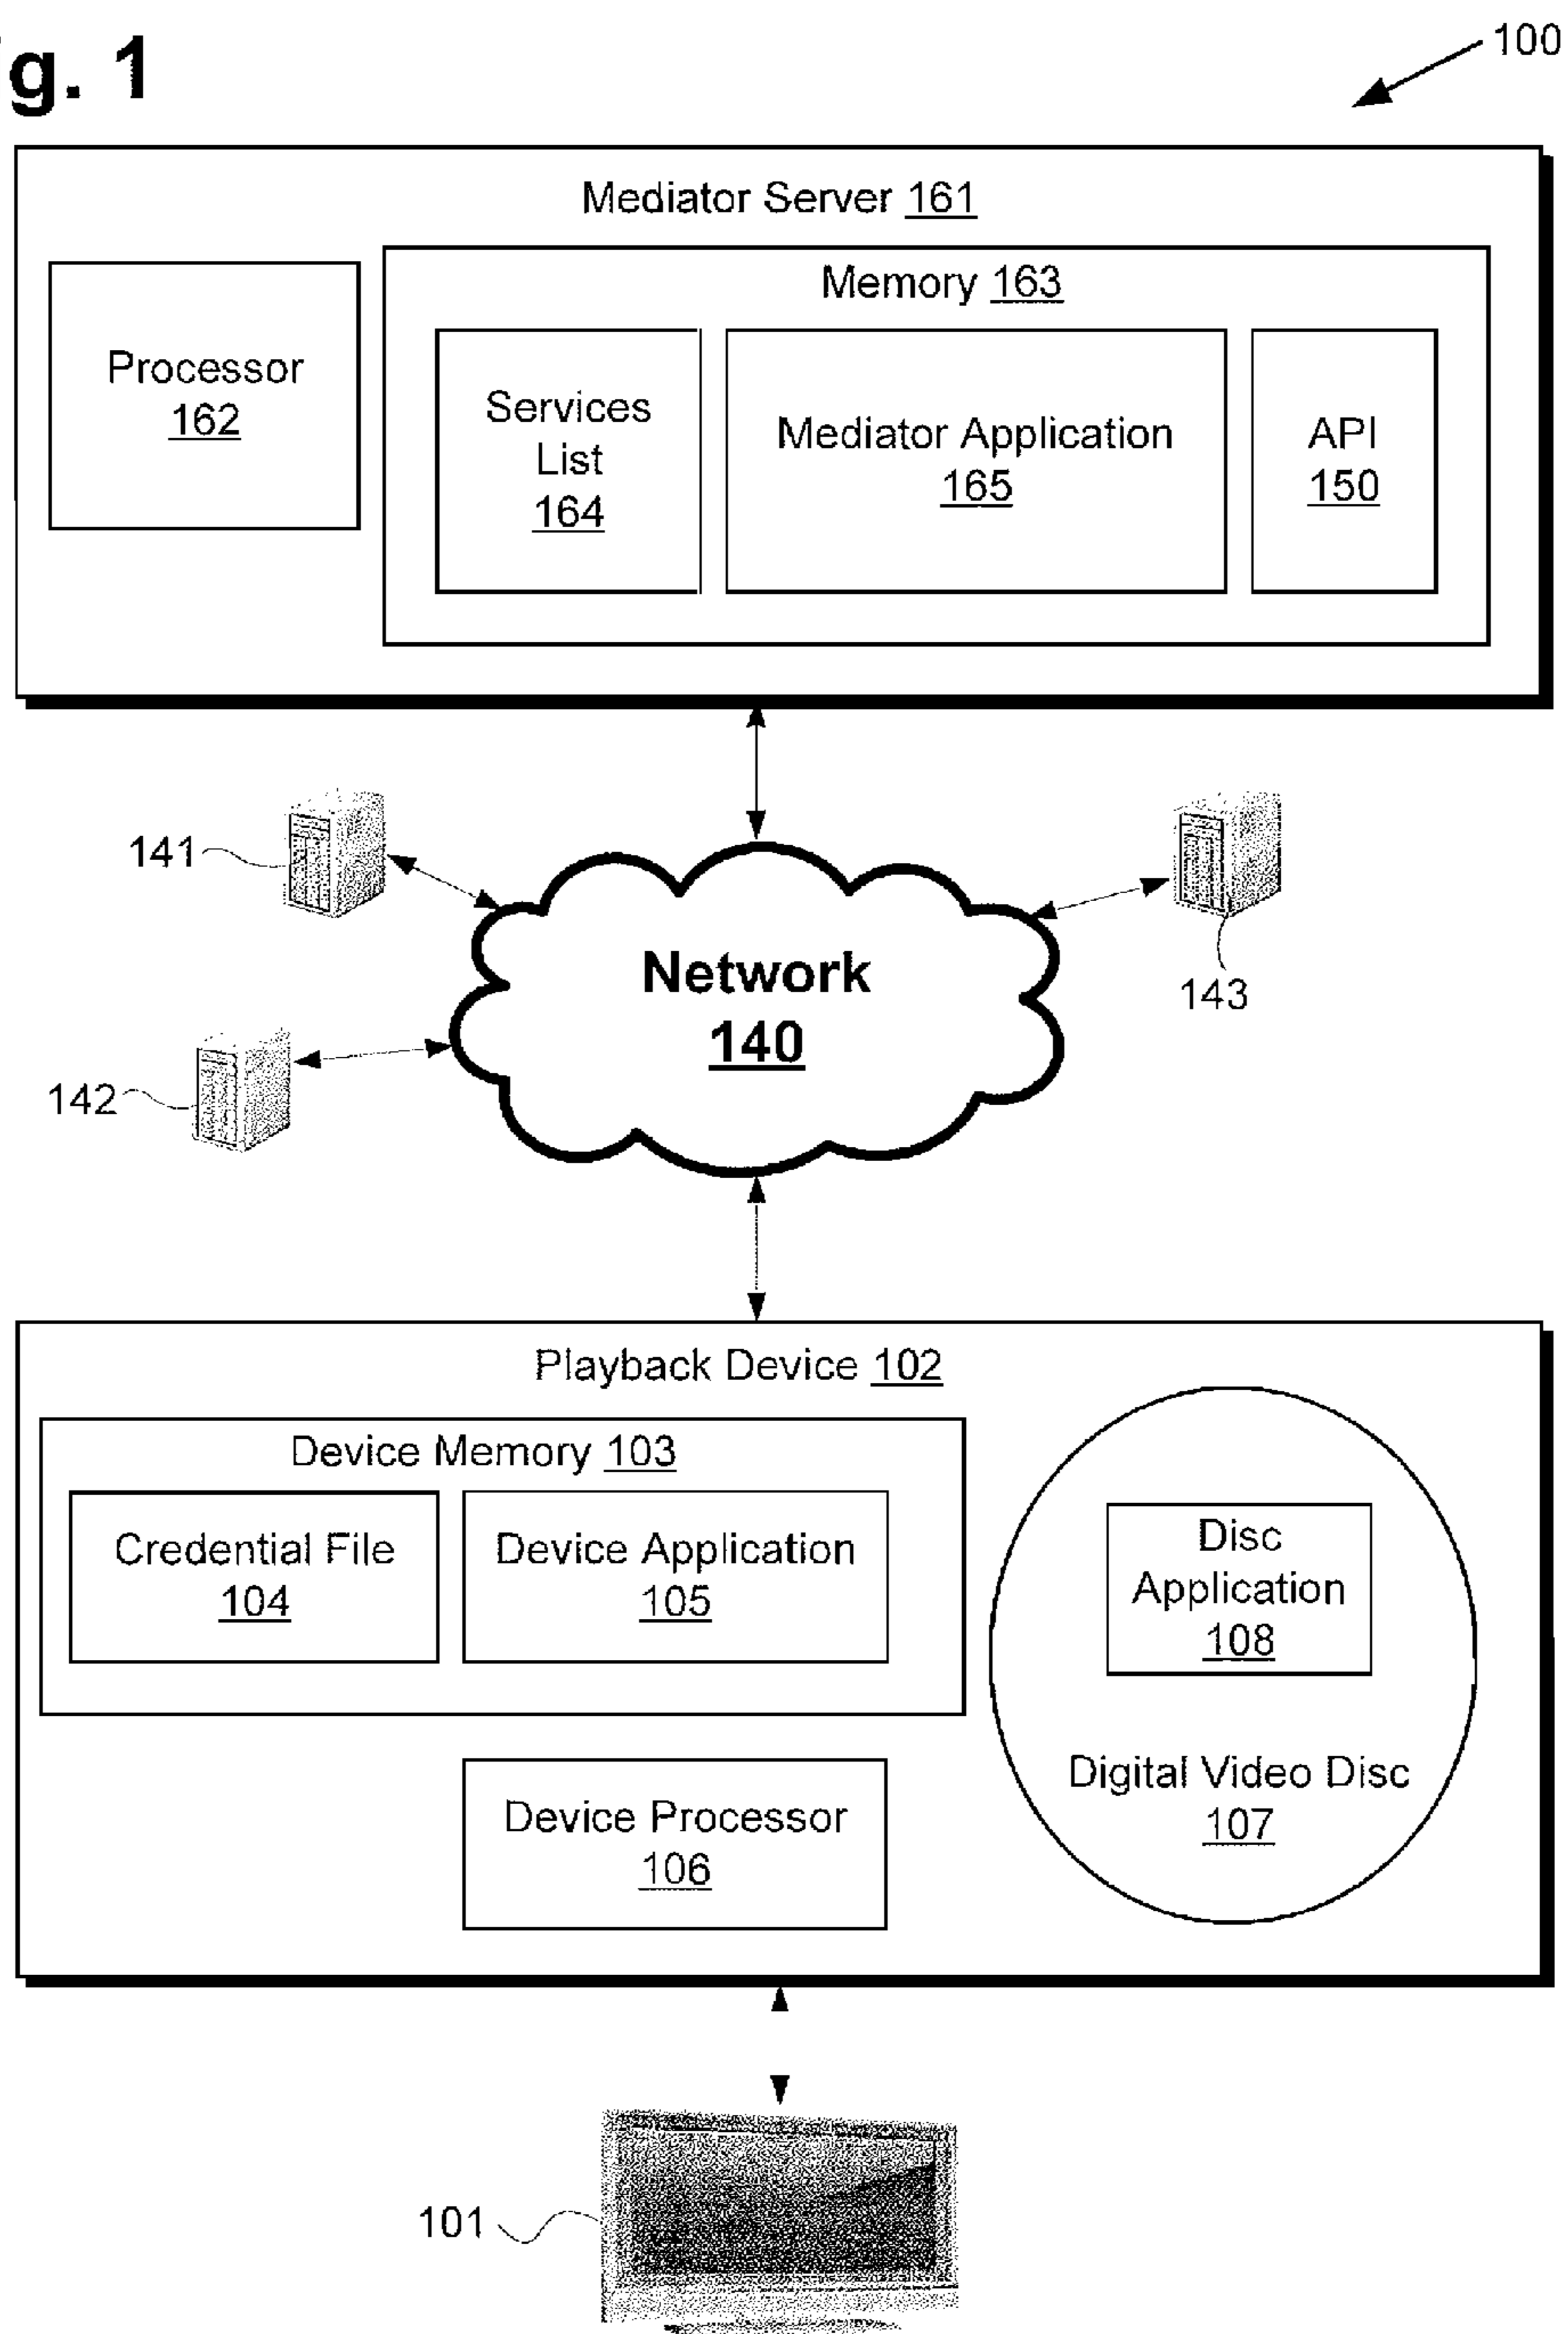 g. 1
100
Mediator Server 161
Memory 163
Processor
162
Services
List
164
Mediator Application
165
API
150
141
143
Network
140
142
Playback Device 102
Device Memory 103
Credential File
104
Device Application
105
Disc
Application
108
Digital Video Disc
107
Device Processor
106
101